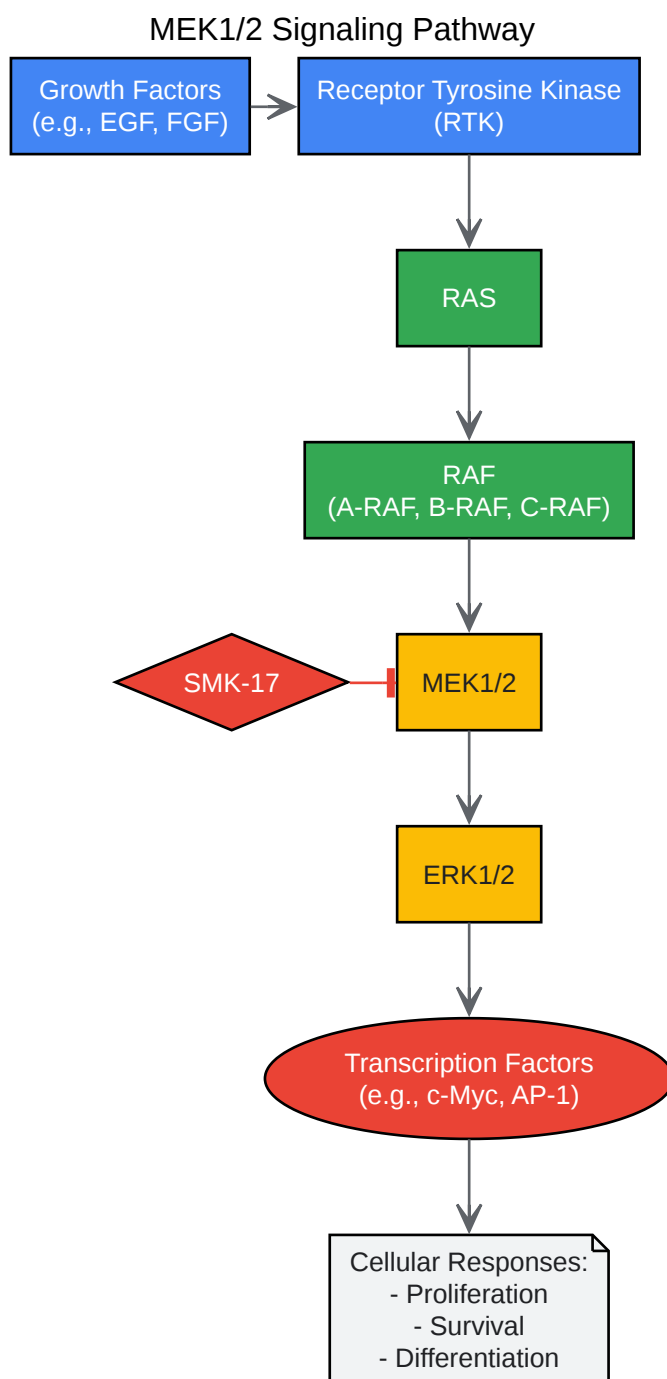 MEK1/2 Signaling Pathway
Growth Factors
(e.g., EGF, FGF)
Receptor Tyrosine Kinase
(RTK)
RAS
RAF
(A-RAF, B-RAF, C-RAF)
SMK-17
MEK1/2
ERK1/2
Transcription Factors
(e.g., c-Myc, AP-1)
Cellular Responses:
- Proliferation
- Survival
- Differentiation